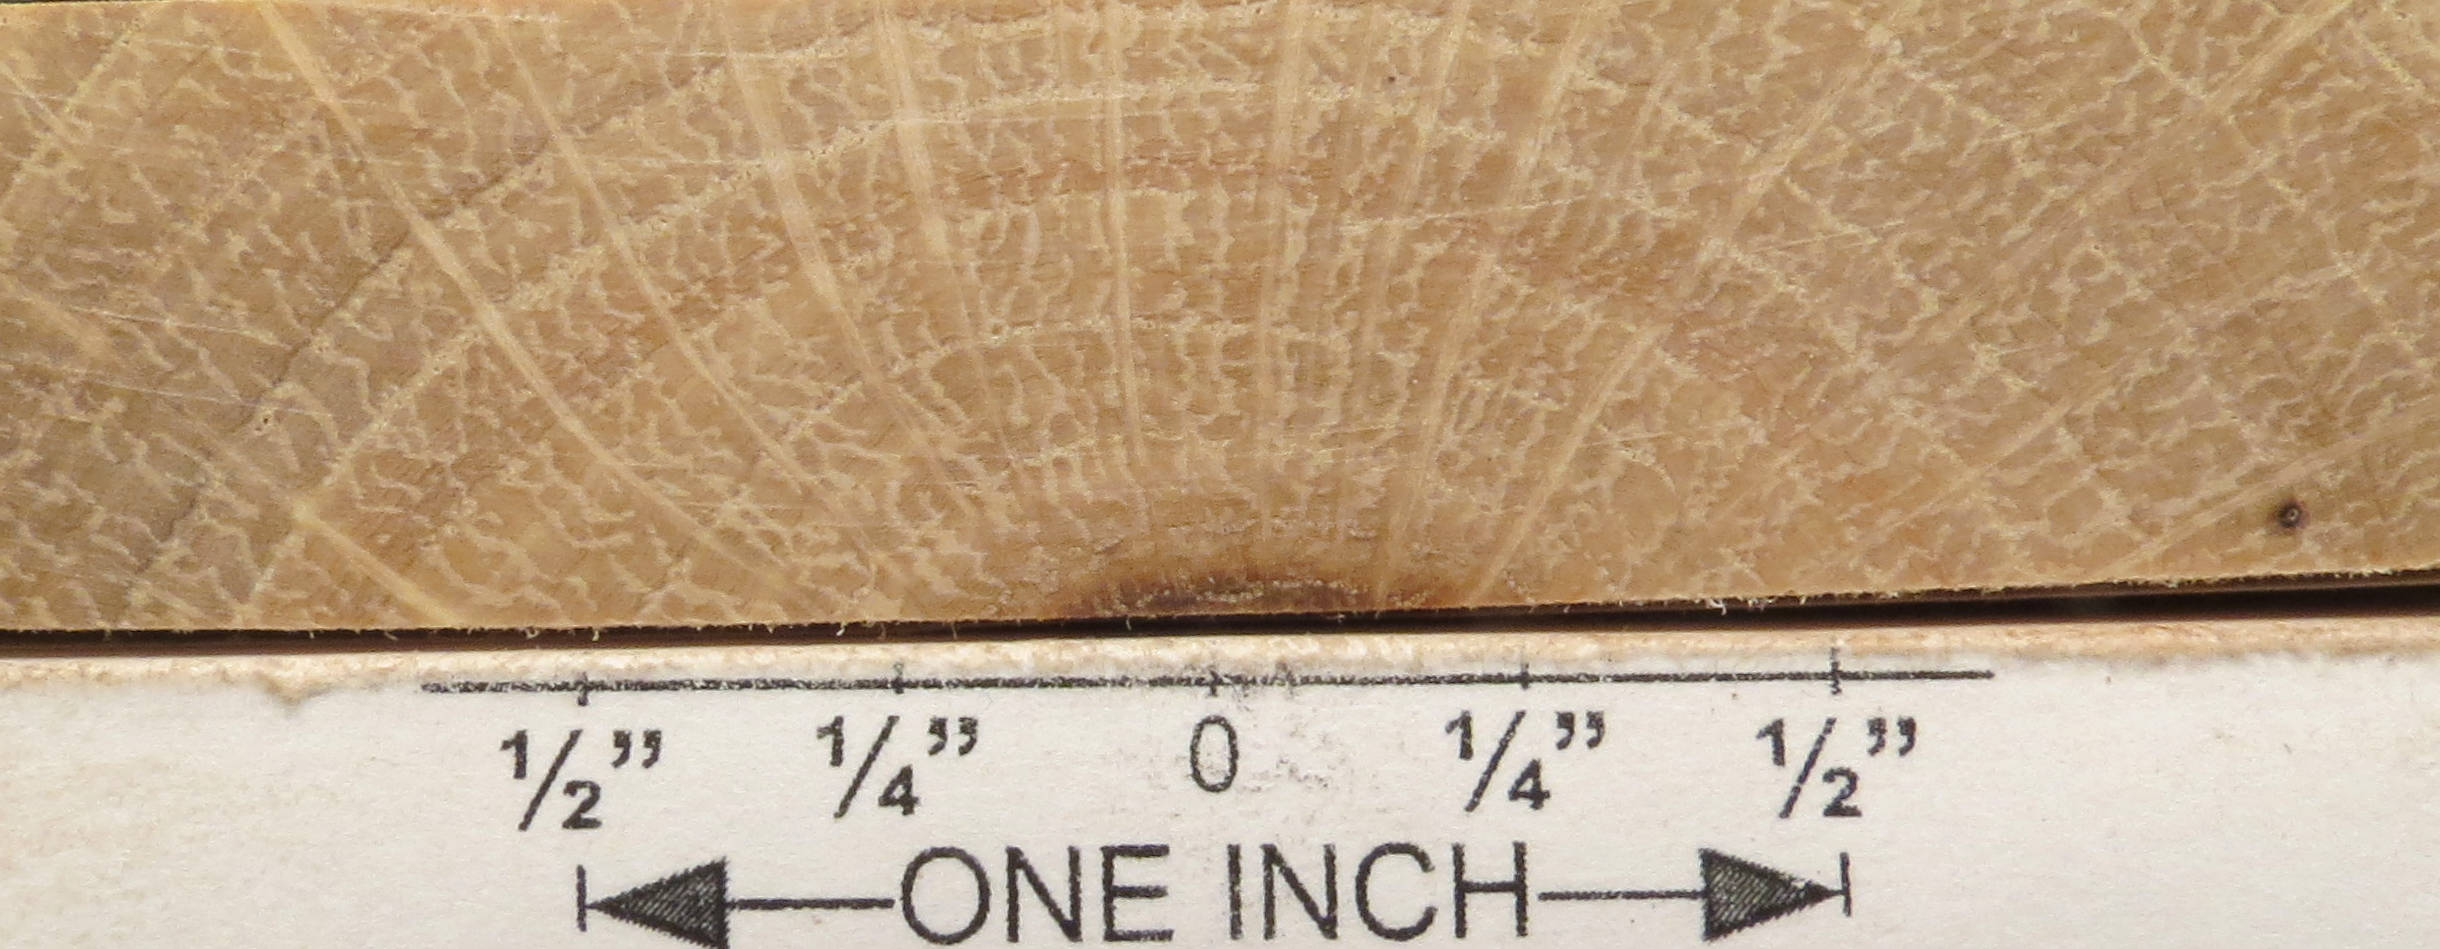 1/2” 1/4” 0 1/4” 1/2”
ONE INCH